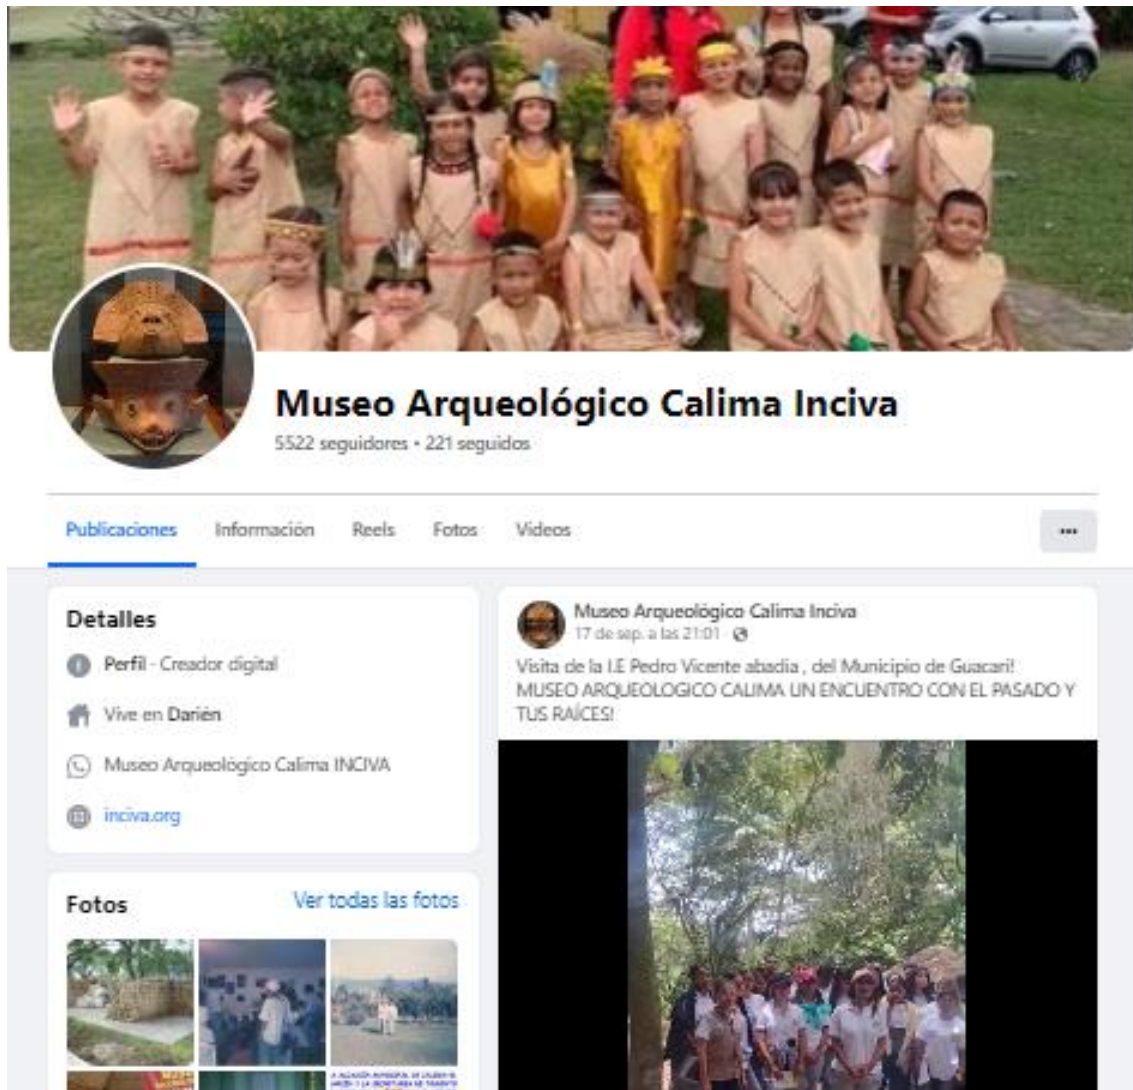 Museo Arqueológico Calima Inciva
5522 seguidores • 221 seguidos
Publicaciones
Información
Reels
Fotos
Videos
Detalles
Perfil · Creador digital
Vive en Darién
Museo Arqueológico Calima INCIVA
inciva.org
Fotos
Ver todas las fotos
Museo Arqueológico Calima Inciva
17 de sep. a las 21:01
Visita de la I.E Pedro Vicente abadia , del Municipio de Guacari!
MUSEO ARQUEOLOGICO CALIMA UN ENCUENTRO CON EL PASADO Y
TUS RAÍCES!